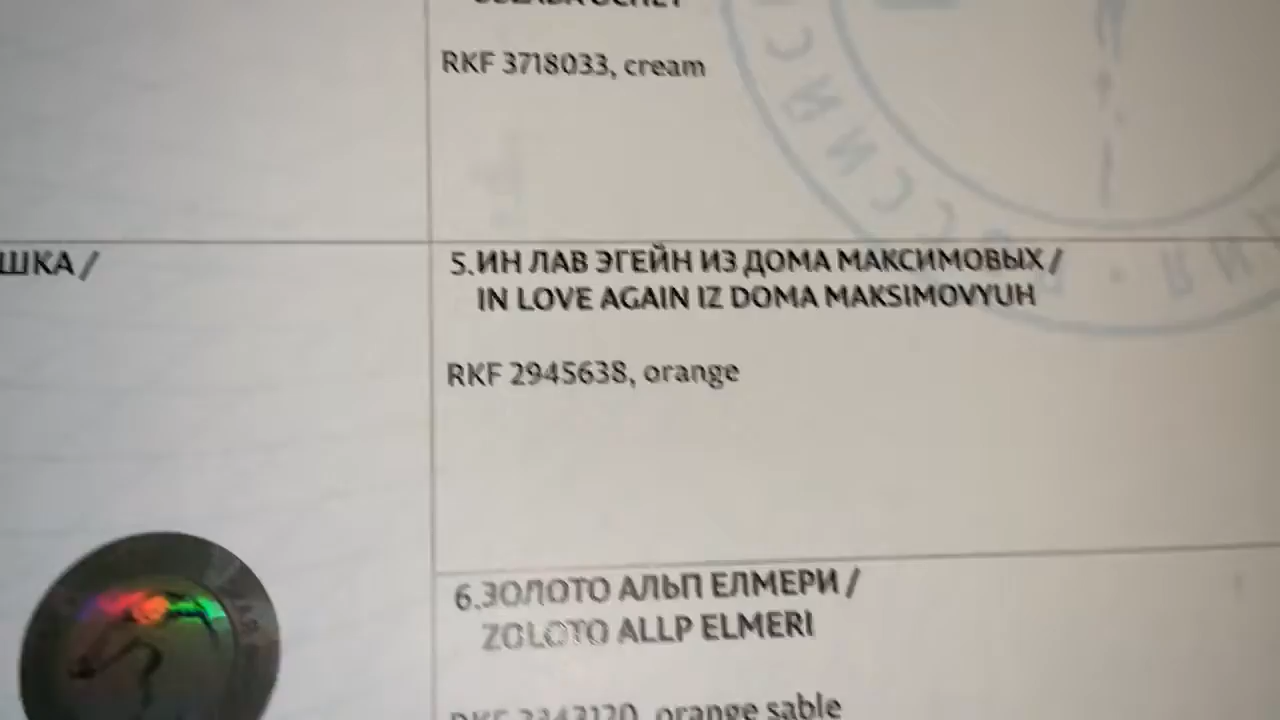 RKF 3718033, cream
ШКА /
5.ИН ЛАВ ЭГЕЙН ИЗ ДОМА МАКСИМОВЫХ /
IN LOVE AGAIN IZ DOMA MAKSIMOVYUH
RKF 2945638, orange
6.ЗОЛОТО АЛЬП ЕЛМЕРИ /
ZOLOTO ALLP ELMERI
orange sable